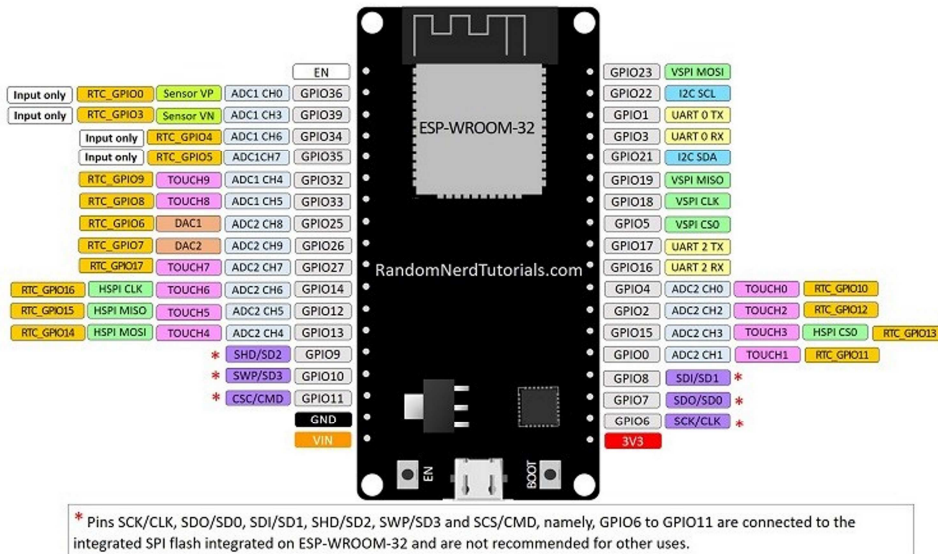 EN GPIO23 VSPI MOSI
Input only RTC_GPIO0 Sensor VP ADC1 CH0 GPIO36 GPIO22 I2C SCL
Input only RTC_GPIO3 Sensor VN ADC1 CH3 GPIO39 GPIO1 UART 0 TX
Input only RTC_GPIO4 ADC1 CH6 GPIO34 ESP-WROOM-32 GPIO3 UART 0 RX
Input only RTC_GPIO5 ADC1CH7 GPIO35 GPIO21 I2C SDA
RTC_GPIO9 TOUCH9 ADC1 CH4 GPIO32 GPIO19 VSPI MISO
RTC_GPIO8 TOUCH8 ADC1 CH5 GPIO33 GPIO18 VSPI CLK
RTC_GPIO6 DAC1 ADC2 CH8 GPIO25 GPIO5 VSPI CS0
RTC_GPIO7 DAC2 ADC2 CH9 GPIO26 GPIO17 UART 2 TX
RTC_GPIO17 TOUCH7 ADC2 CH7 GPIO27 RandomNerdTutorials.com GPIO16 UART 2 RX
RTC_GPIO16 HSPI CLK TOUCH6 ADC2 CH6 GPIO14 GPIO4 ADC2 CH0 TOUCH0 RTC_GPIO10
RTC_GPIO15 HSPI MISO TOUCH5 ADC2 CH5 GPIO12 GPIO2 ADC2 CH2 TOUCH2 RTC_GPIO12
RTC_GPIO14 HSPI MOSI TOUCH4 ADC2 CH4 GPIO13 GPIO15 ADC2 CH3 TOUCH3 HSPI CS0 RTC_GPIO13
* SHD/SD2 GPIO9 GPIO0 ADC2 CH1 TOUCH1 RTC_GPIO11
* SWP/SD3 GPIO10 GPIO8 SDI/SD1 *
* CSC/CMD GPIO11 GPIO7 SDO/SD0 *
GND GPIO6 SCK/CLK *
VIN 3V3
EN BOOT
* Pins SCK/CLK, SDO/SD0, SDI/SD1, SHD/SD2, SWP/SD3 and SCS/CMD, namely, GPIO6 to GPIO11 are connected to the
integrated SPI flash integrated on ESP-WROOM-32 and are not recommended for other uses.